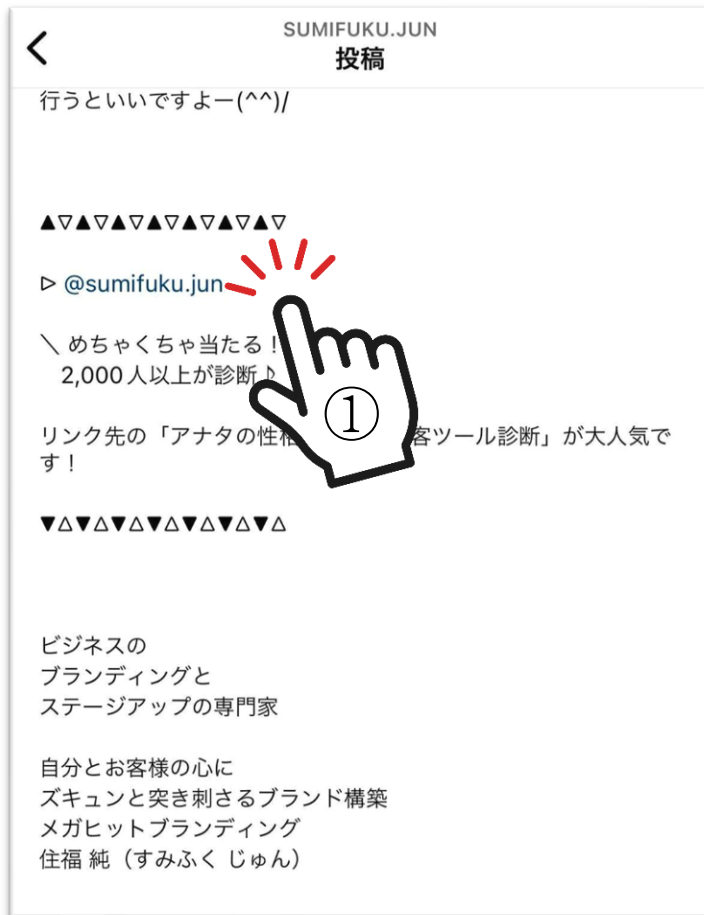 SUMIFUKU.JUN
投稿
行うといいですよー(^^)/
▲▽▲▽▲▽▲▽▲▽▲▽▲▽
▷ @sumifuku.jun
＼ めちゃくちゃ当たる！
2,000人以上が診断♪
①
リンク先の「アナタの性 客ツール診断」が大人気で
す！
▼△▼△▼△▼△▼△▼△▼△
ビジネスの
ブランディングと
ステージアップの専門家
自分とお客様の心に
ズキュンと突き刺さるブランド構築
メガヒットブランディング
住福 純（すみふく じゅん）